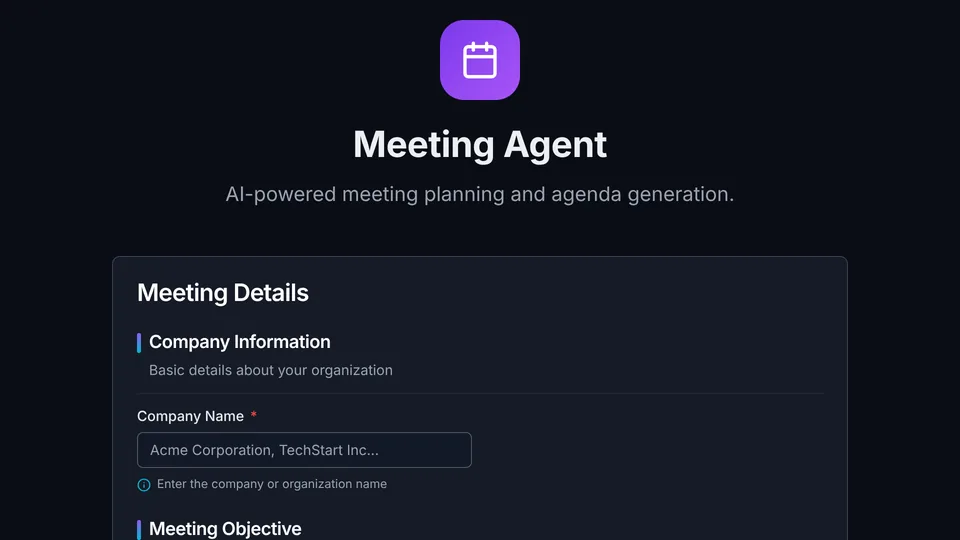 Meeting Agent
AI-powered meeting planning and agenda generation.
Meeting Details
Company Information
Basic details about your organization
Company Name *
Acme Corporation, TechStart Inc...
Enter the company or organization name
Meeting Objective